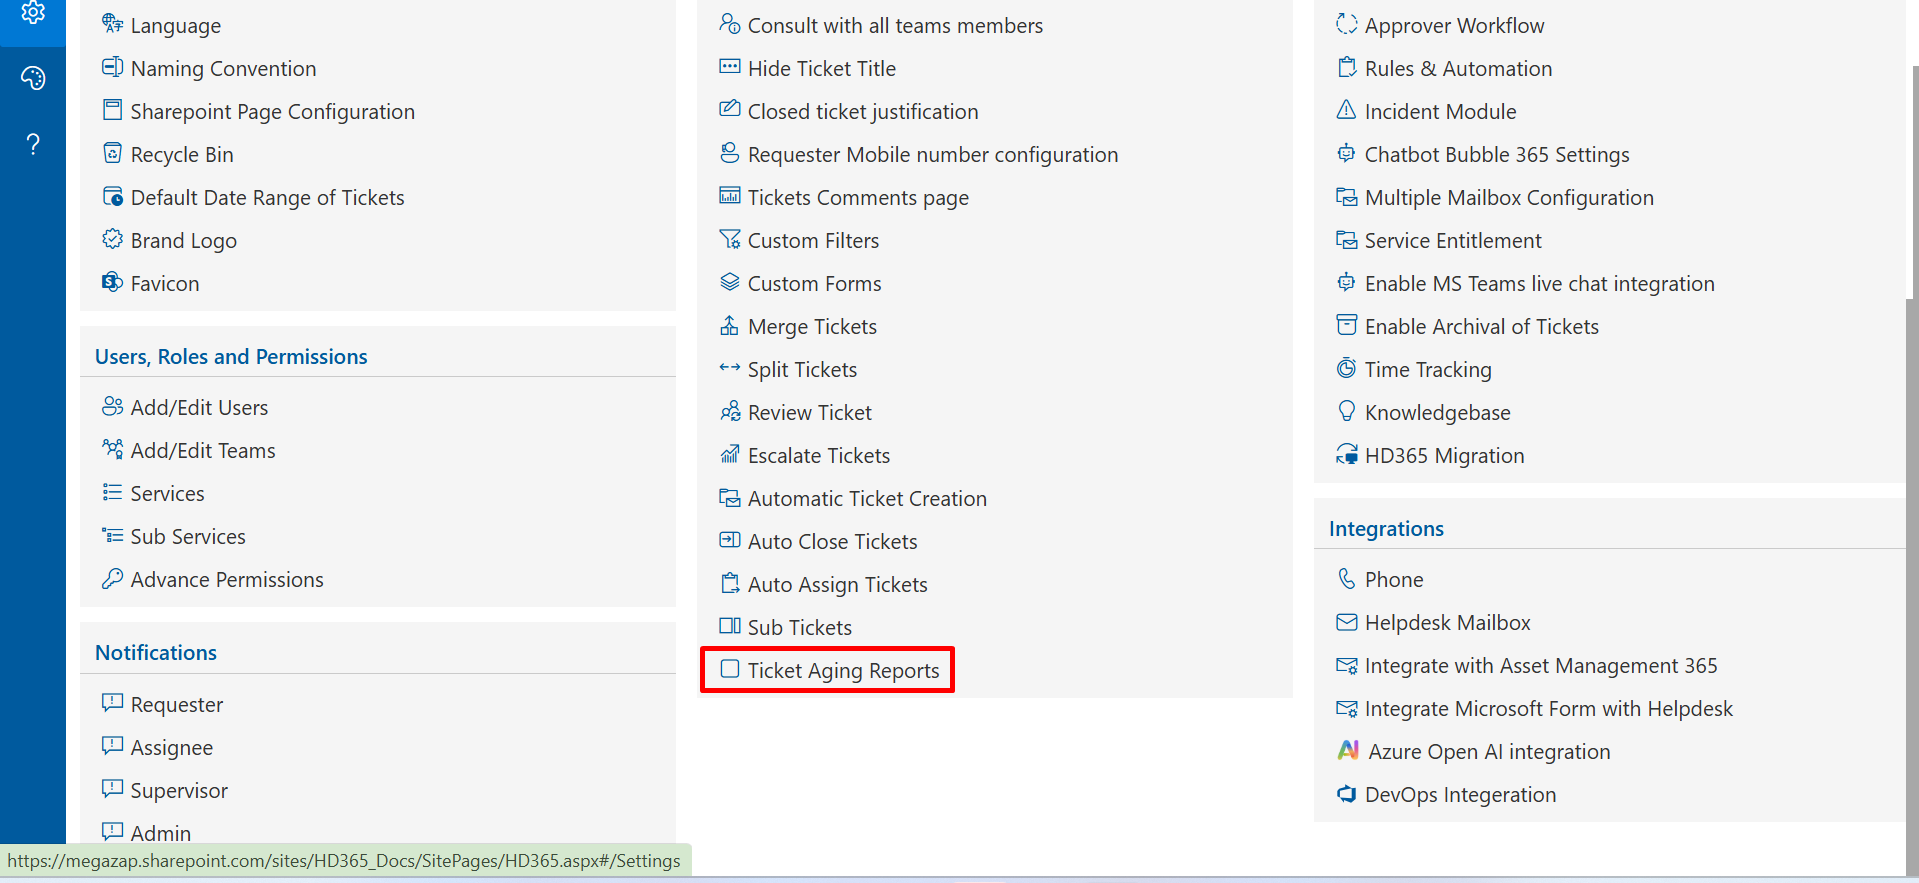 Language
Naming Convention
Sharepoint Page Configuration
Recycle Bin
Default Date Range of Tickets
Brand Logo
Favicon
Users, Roles and Permissions
Add/Edit Users
Add/Edit Teams
Services
Sub Services
Advance Permissions
Notifications
Requester
Assignee
Supervisor
Admin
Consult with all teams members
Hide Ticket Title
Closed ticket justification
Requester Mobile number configuration
Tickets Comments page
Custom Filters
Custom Forms
Merge Tickets
Split Tickets
Review Ticket
Escalate Tickets
Automatic Ticket Creation
Auto Close Tickets
Auto Assign Tickets
Sub Tickets
Ticket Aging Reports
Approver Workflow
Rules & Automation
Incident Module
Chatbot Bubble 365 Settings
Multiple Mailbox Configuration
Service Entitlement
Enable MS Teams live chat integration
Enable Archival of Tickets
Time Tracking
Knowledgebase
HD365 Migration
Integrations
Phone
Helpdesk Mailbox
Integrate with Asset Management 365
Integrate Microsoft Form with Helpdesk
AI Azure Open AI integration
DevOps Integeration
https://megazap.sharepoint.com/sites/HD365_Docs/SitePages/HD365.aspx#/Settings